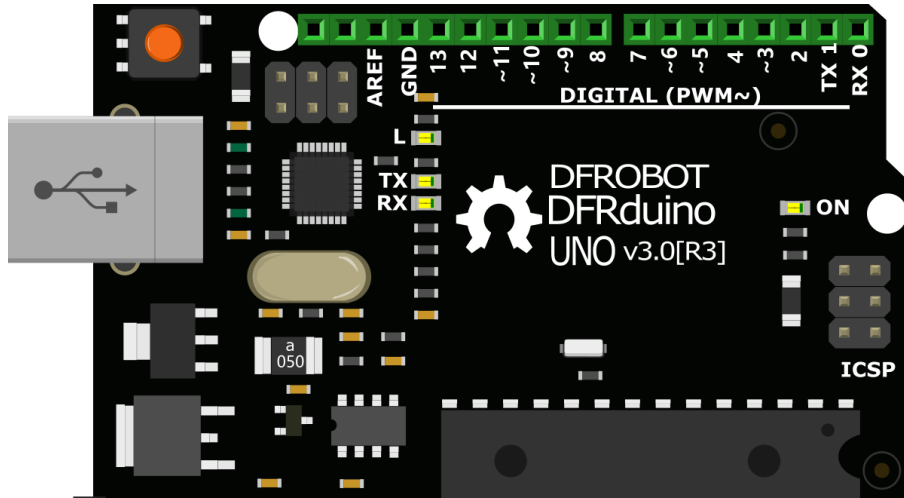 AREF
GND
13
12
~11
~10
~9
8
7
~6
~5
4
~3
2
TX 1
RX 0
DIGITAL (PWM~)
L
TX
RX
DFROBOT
DFRduino
UNO v3.0[R3]
ON
ICSP
a
050